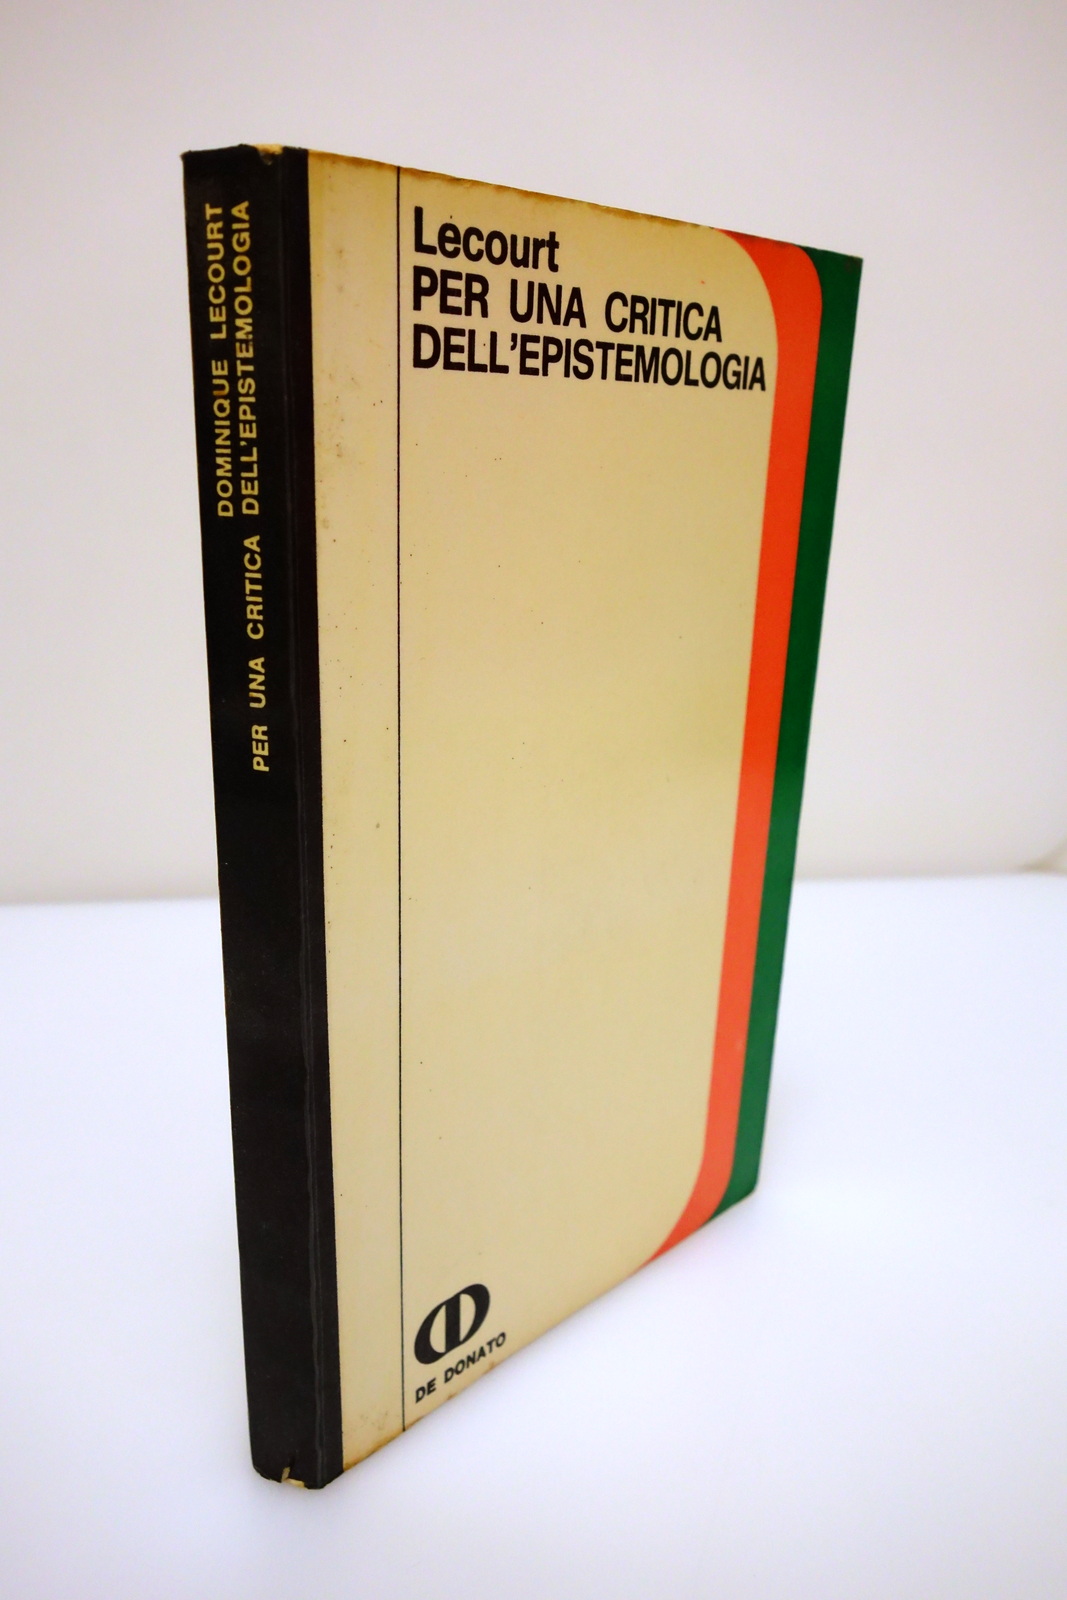 DOMINIQUE LECOURT
PER UNA CRITICA DELL'EPISTEMOLOGIA
Lecourt
PER UNA CRITICA
DELL'EPISTEMOLOGIA
DE DONATO